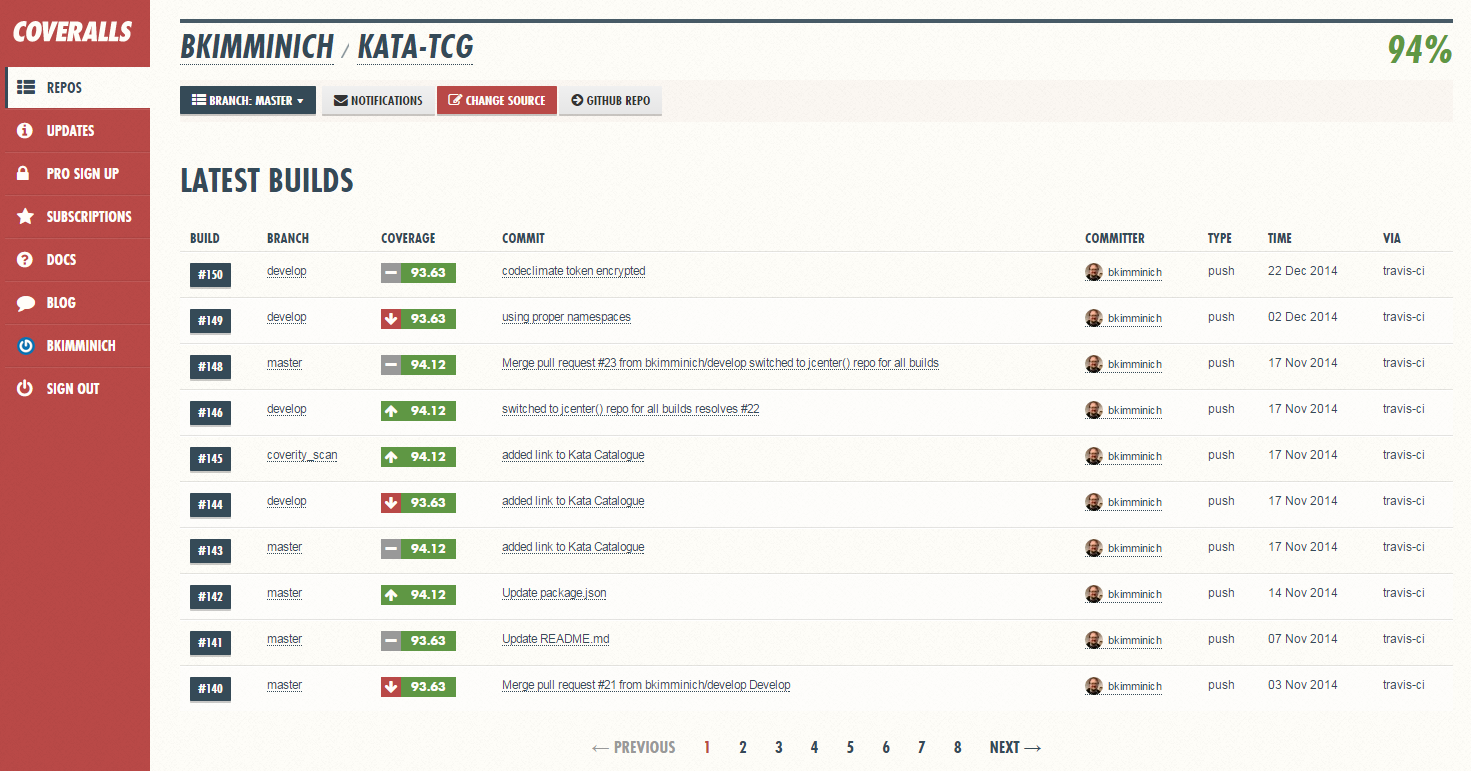 COVERALLS
REPOS
UPDATES
PRO SIGN UP
SUBSCRIPTIONS
DOCS
BLOG
BKIMMINICH
SIGN OUT
BKIMMINICH / KATA-TCG 94%
BRANCH: MASTER NOTIFICATIONS CHANGE SOURCE GITHUB REPO
LATEST BUILDS
BUILD BRANCH COVERAGE COMMIT COMMITTER TYPE TIME VIA
#150 develop 93.63 codeclimate token encrypted bkimminich push 22 Dec 2014 travis-ci
#149 develop 93.63 using proper namespaces bkimminich push 02 Dec 2014 travis-ci
#148 master 94.12 Merge pull request #23 from bkimminich/develop switched to jcenter() repo for all builds bkimminich push 17 Nov 2014 travis-ci
#146 develop 94.12 switched to jcenter() repo for all builds resolves #22 bkimminich push 17 Nov 2014 travis-ci
#145 coverity_scan 94.12 added link to Kata Catalogue bkimminich push 17 Nov 2014 travis-ci
#144 develop 93.63 added link to Kata Catalogue bkimminich push 17 Nov 2014 travis-ci
#143 master 94.12 added link to Kata Catalogue bkimminich push 17 Nov 2014 travis-ci
#142 master 94.12 Update package.json bkimminich push 14 Nov 2014 travis-ci
#141 master 93.63 Update README.md bkimminich push 07 Nov 2014 travis-ci
#140 master 93.63 Merge pull request #21 from bkimminich/develop Develop bkimminich push 03 Nov 2014 travis-ci
← PREVIOUS 1 2 3 4 5 6 7 8 NEXT →